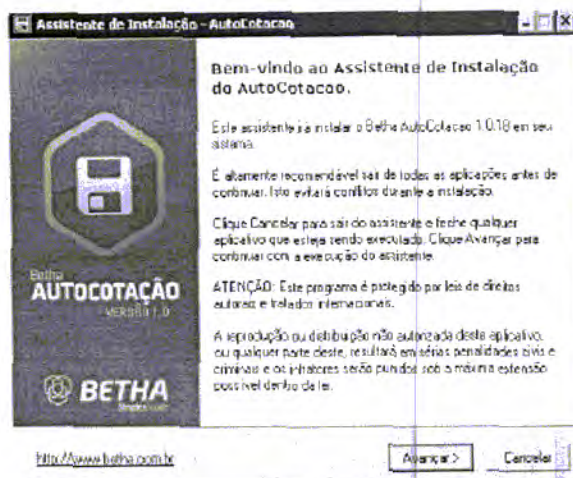 Assistente de Instalação - AutoCotacao
Bem-vindo ao Assistente de Instalação
do AutoCotacao.
Este assistente irá instalar o Betha AutoCotacao 1.0.18 em seu
sistema.
É altamente recomendável sair de todas as aplicações antes de
continuar. Isto evitará conflitos durante a instalação.
Clique Cancelar para sair do assistente e feche qualquer
aplicativo que esteja sendo executado. Clique Avançar para
continuar com a execução do assistente.
ATENÇÃO: Este programa é protegido por leis de direitos
autorais e tratados internacionais.
A reprodução ou distribuição não autorizada deste aplicativo,
ou qualquer parte deste, resultará em sérias penalidades civis e
criminais e os infratores serão punidos sob a máxima extensão
possível dentro da lei.
Betha
AUTOCOTAÇÃO
VERSÃO 1.0
BETHA
http://www.betha.com.br
Avançar >
Cancelar